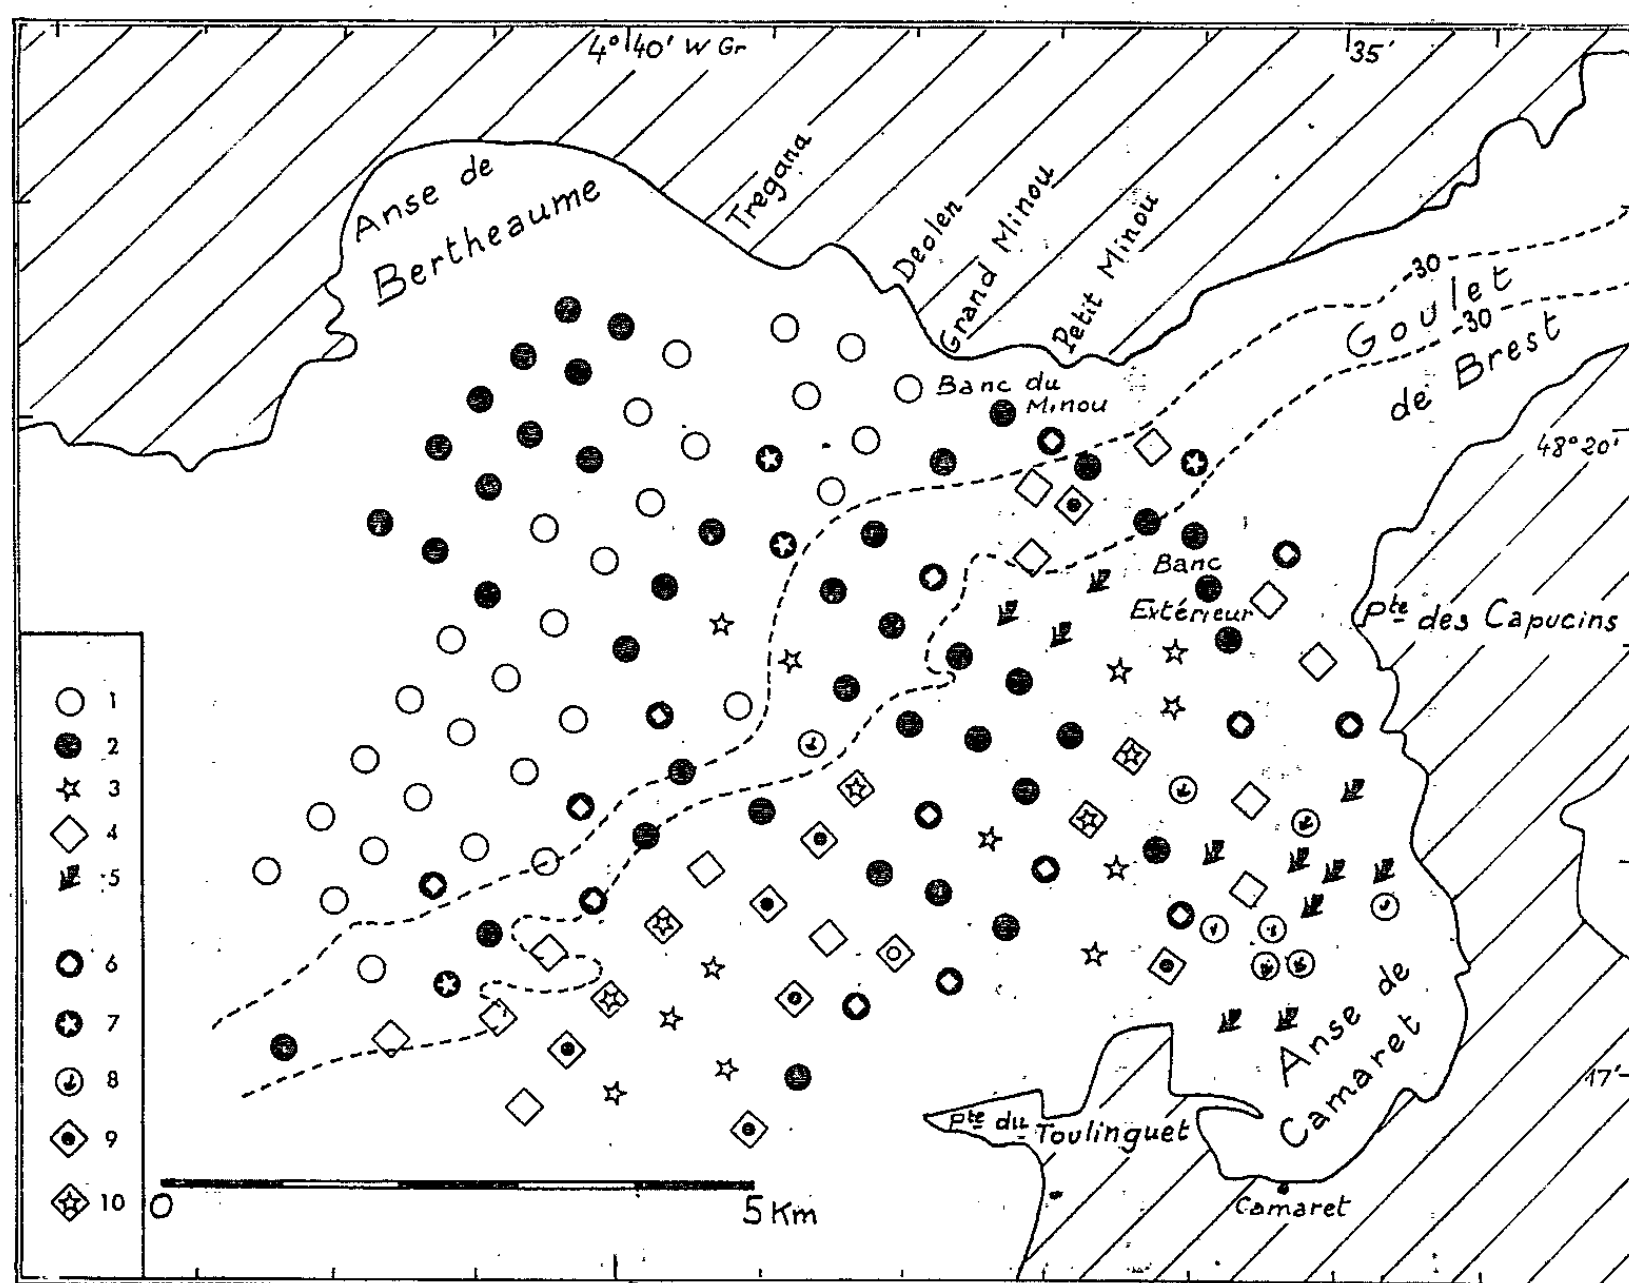 4° 40' W Gr
35'
Anse de
Bertheaume
Tregana
Deolen
Grand Minou
Petit Minou
-30
Goulet
-30
de Brest
Banc du
Minou
48° 20'
Banc
Extérieur
Pte des Capucins
1
2
3
4
5
6
7
8
9
10
Anse de
Camaret
17'
Pte du Toulinguet
Camaret
0
5 Km